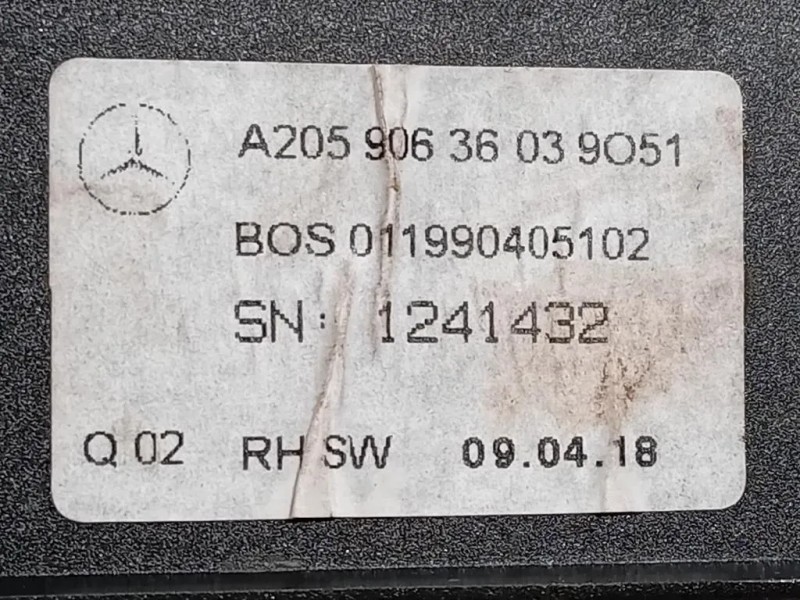 A205 906 36 03 9O51
BOS 011990405102
SN: 1241432
Q 02 RH SW 09.04.18